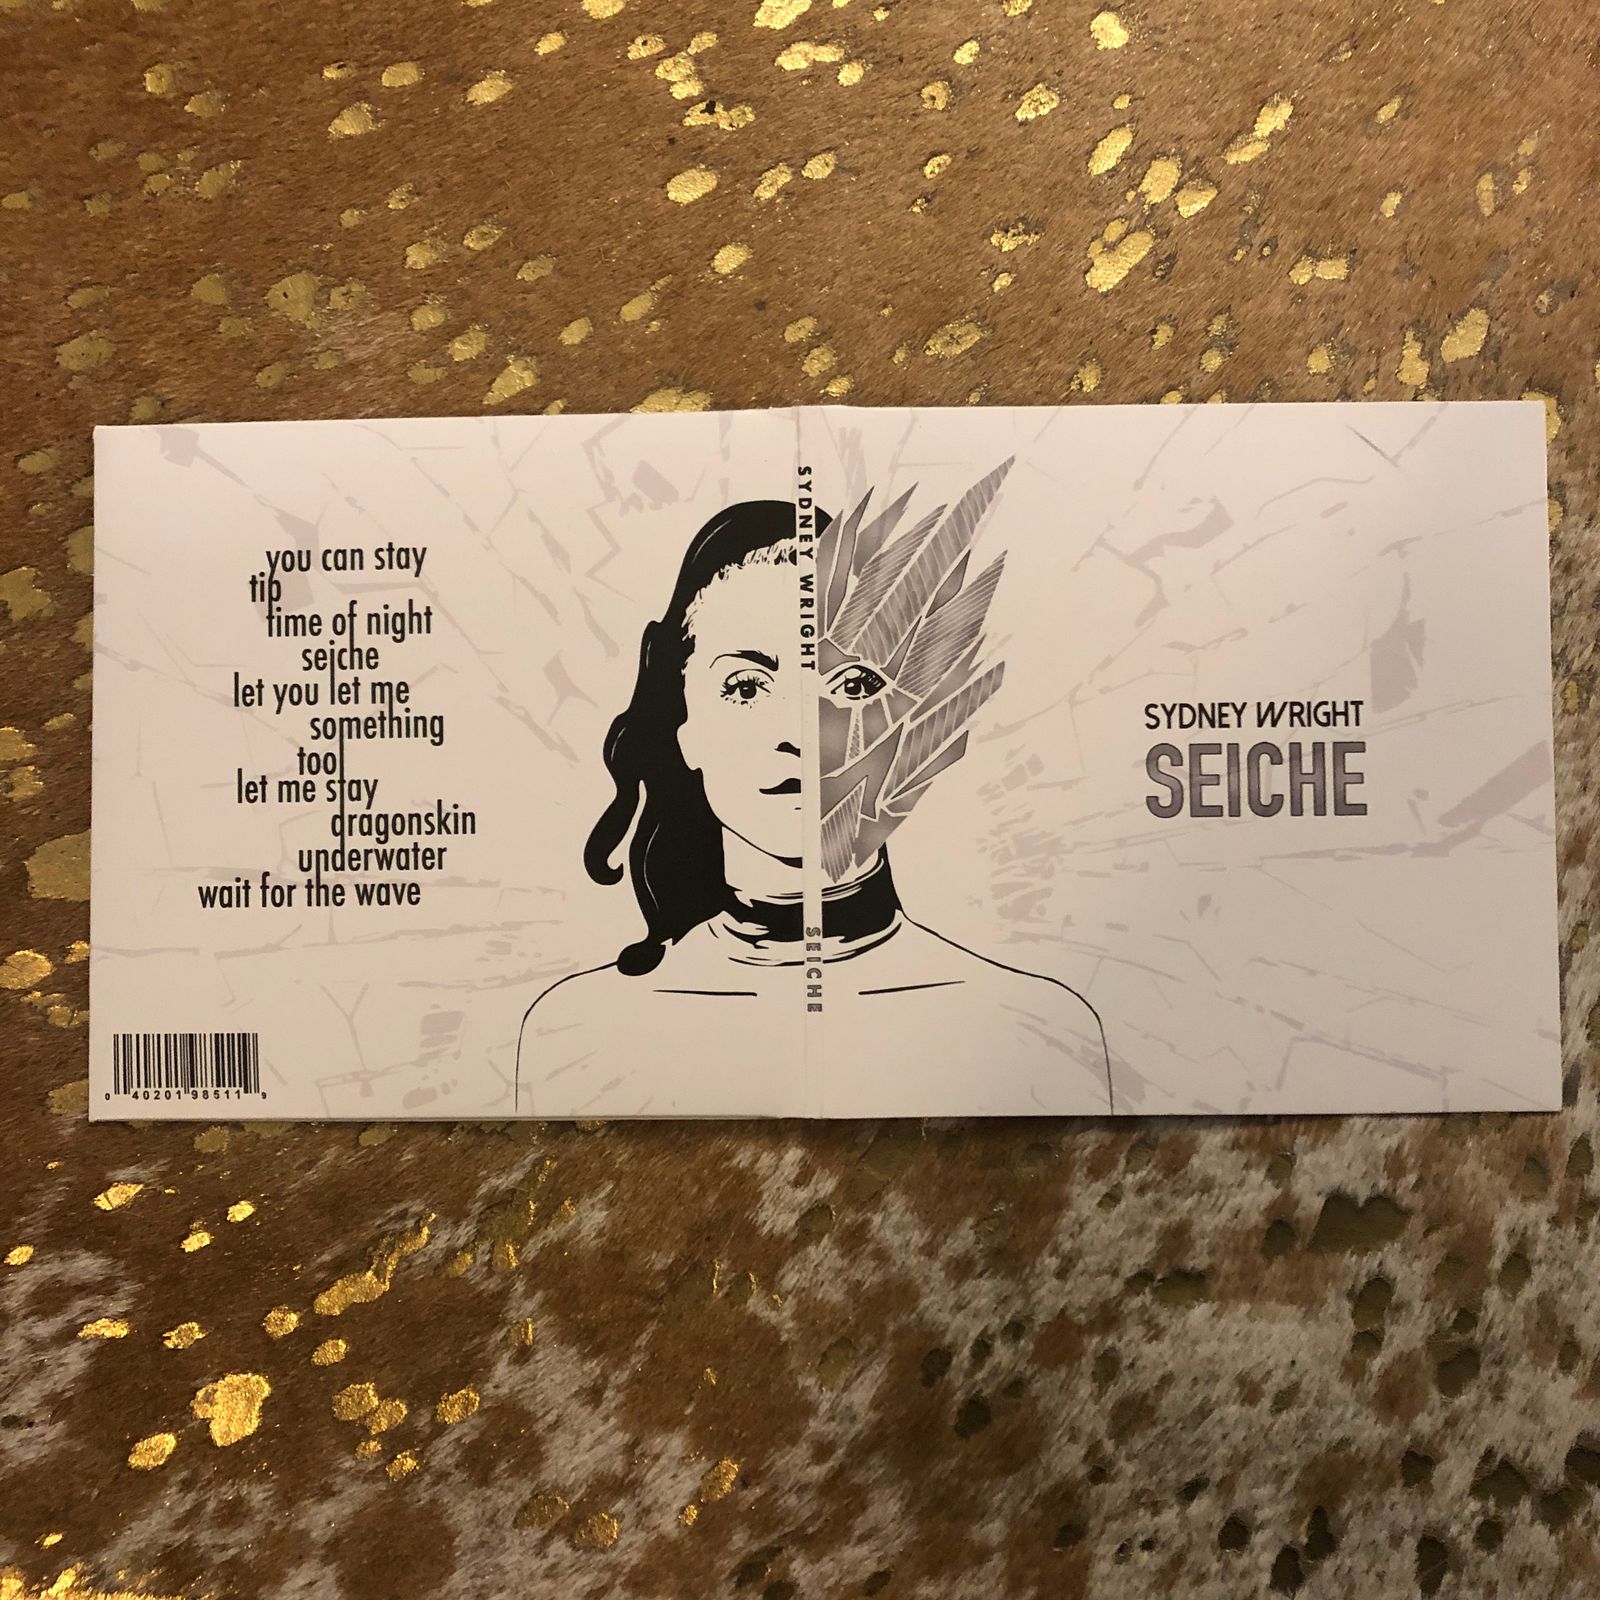 you can stay
tip
time of night
seiche
let you let me
something
tool
let me stay
dragonskin
underwater
wait for the wave
0 40201 98511 9
SYDNEY WRIGHT
SEICHE
SYDNEY WRIGHT
SEICHE